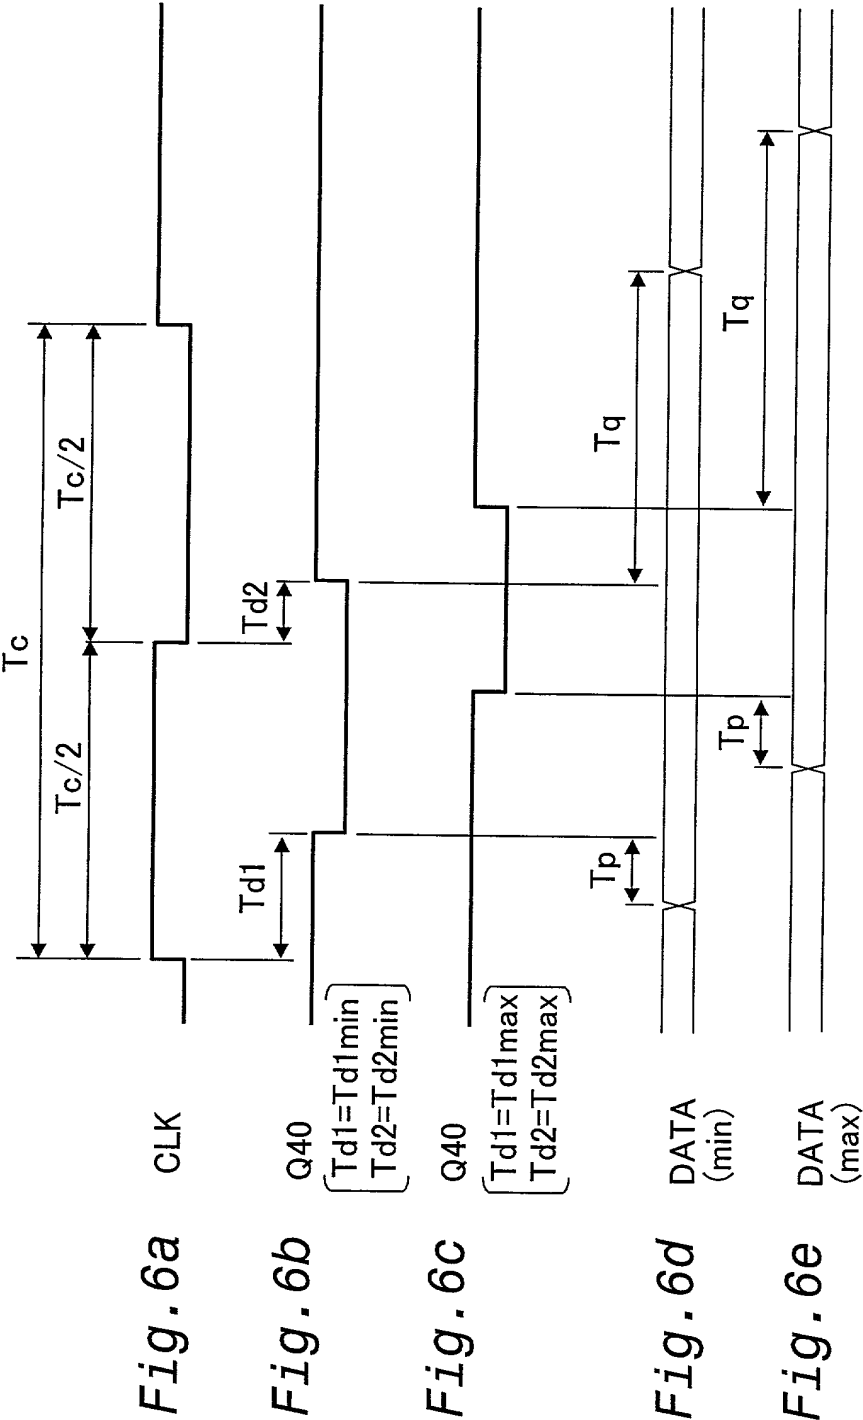 Tc
Tc/2
Tc/2
Fig.6a
CLK
Td1
Td2
Fig.6b
Q40
Td1=Td1min
Td2=Td2min
Fig.6c
Q40
Td1=Td1max
Td2=Td2max
Tp
Tq
Fig.6d
DATA
(min)
Tp
Tq
Fig.6e
DATA
(max)